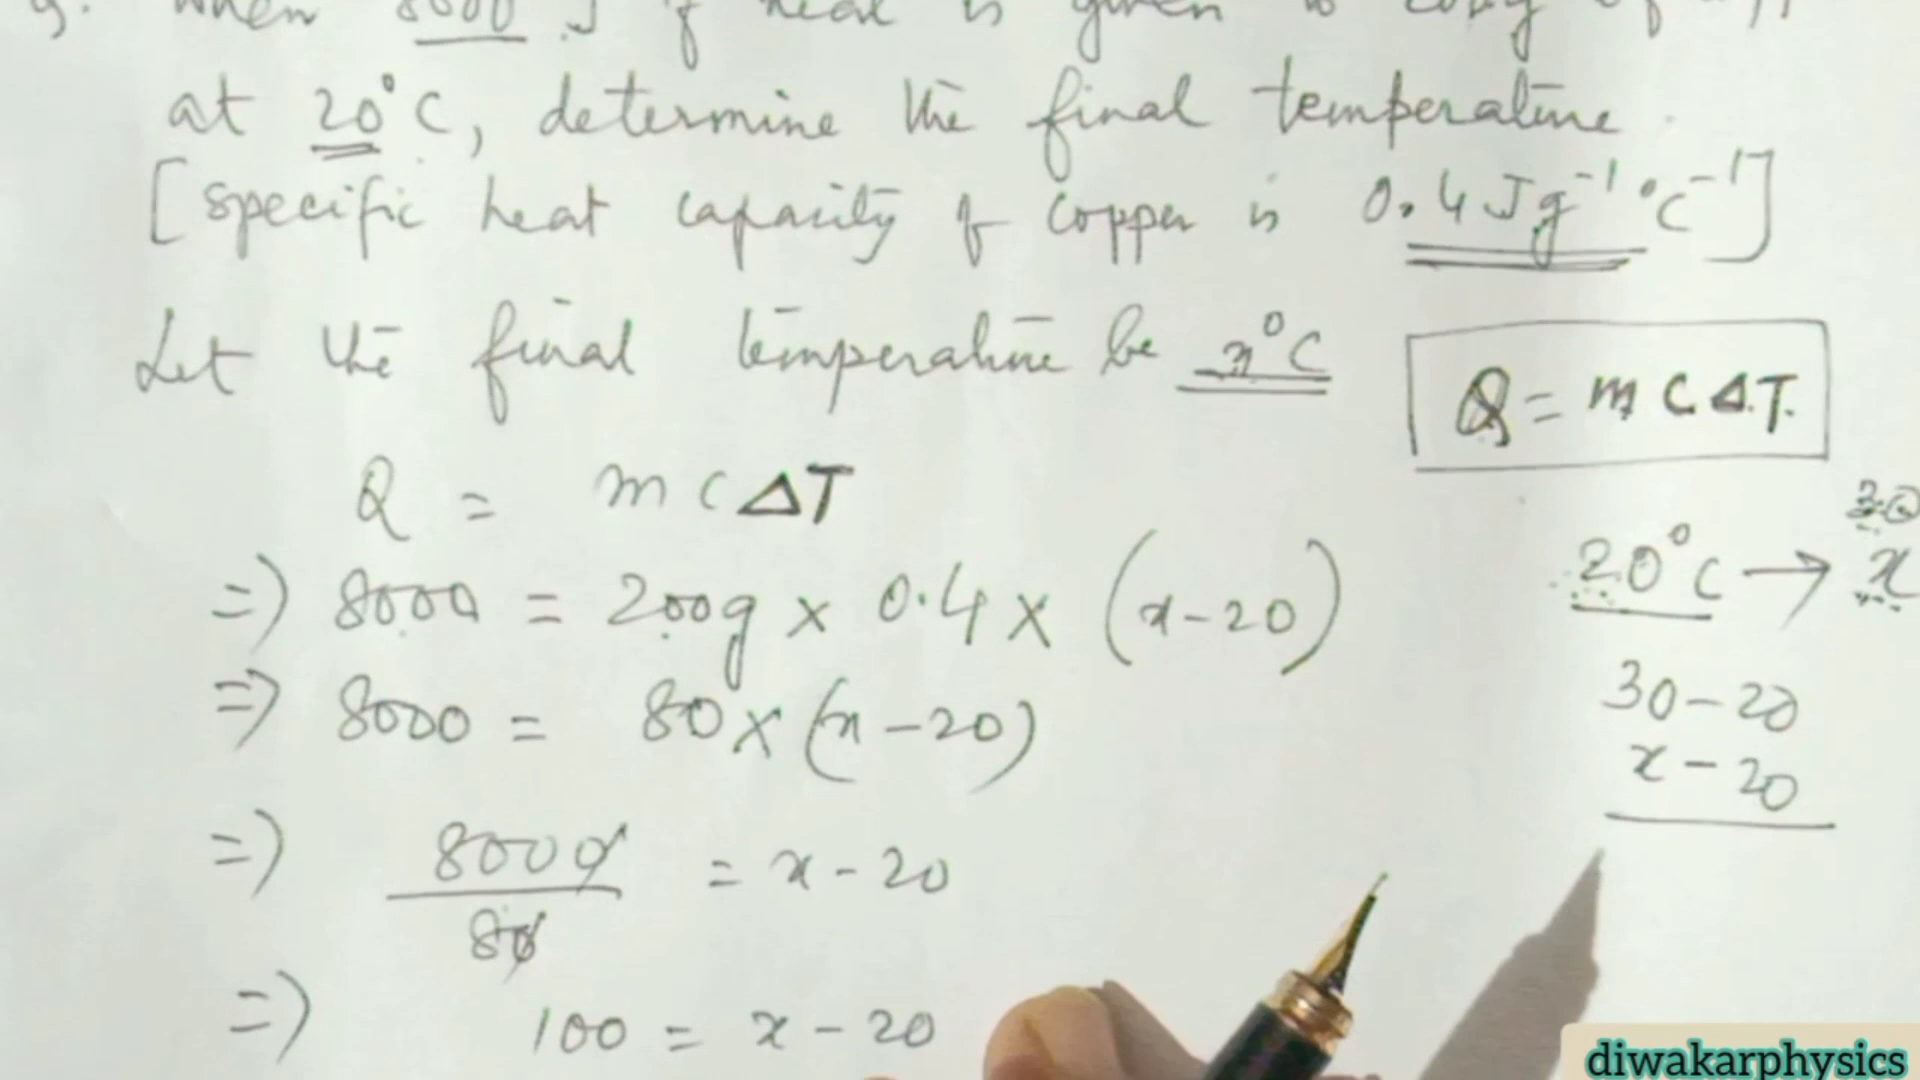 at 20°C, determine the final temperature.
[specific heat capacity of copper is 0.4 Jg⁻¹ °C⁻¹]
Let the final temperature be x°C
Q = m C Δ.T.
Q = m C ΔT
30
20°C → x
=) 8000 = 200g x 0.4 x (x-20)
30-20
=) 8000 = 80 x (x-20)
x-20
=) 8000/80 = x-20
=) 100 = x-20
diwakarphysics